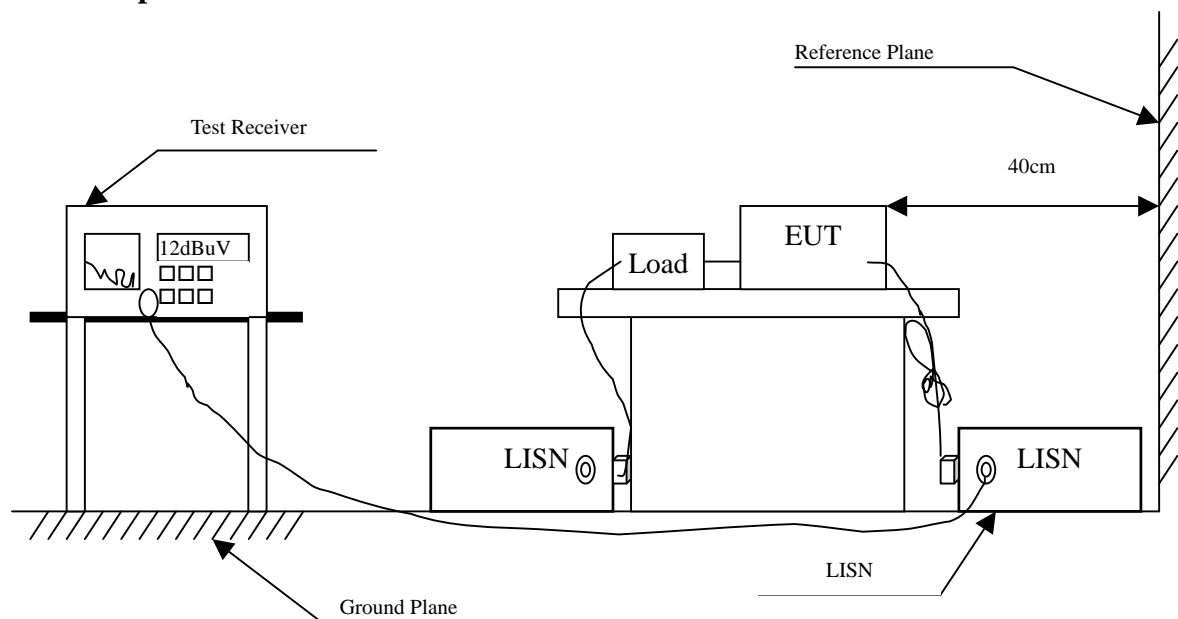 Reference Plane
Test Receiver
40cm
12dBuV
EUT
Load
LISN
LISN
LISN
Ground Plane